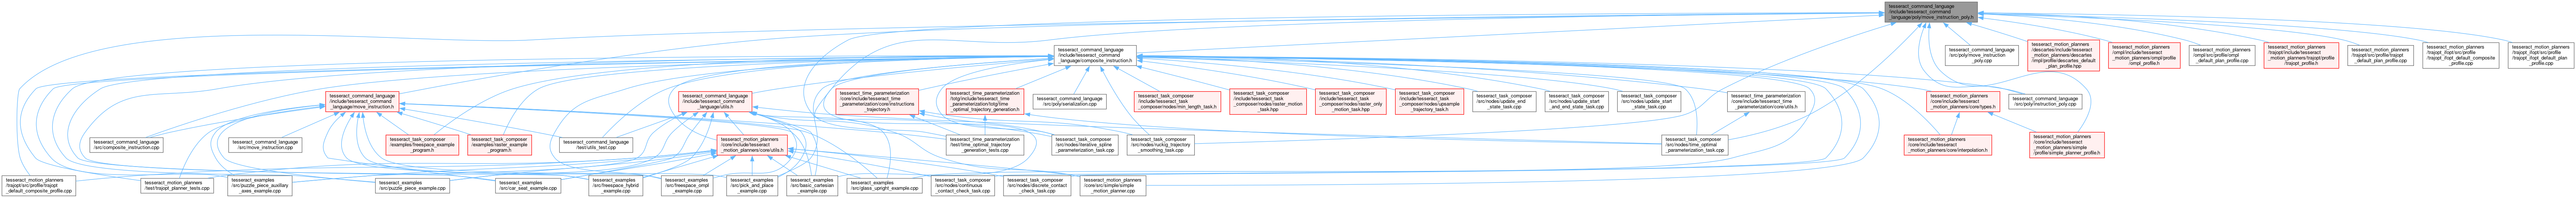 tesseract_command_language
/include/tesseract_command
_language/poly/move_instruction_poly.h
tesseract_command_language
/include/tesseract_command
_language/composite_instruction.h
tesseract_command_language
/src/poly/move_instruction
_poly.cpp
tesseract_motion_planners
/descartes/include/tesseract
_motion_planners/descartes
/impl/profile/descartes_default
_plan_profile.hpp
tesseract_motion_planners
/ompl/include/tesseract
_motion_planners/ompl/profile
/ompl_profile.h
tesseract_motion_planners
/ompl/src/profile/ompl
_default_plan_profile.cpp
tesseract_motion_planners
/trajopt/include/tesseract
_motion_planners/trajopt/profile
/trajopt_profile.h
tesseract_motion_planners
/trajopt/src/profile/trajopt
_default_plan_profile.cpp
tesseract_motion_planners
/trajopt_ifopt/src/profile
/trajopt_ifopt_default_composite
_profile.cpp
tesseract_motion_planners
/trajopt_ifopt/src/profile
/trajopt_ifopt_default_plan
_profile.cpp
tesseract_command_language
/include/tesseract_command
_language/move_instruction.h
tesseract_command_language
/include/tesseract_command
_language/utils.h
tesseract_time_parameterization
/core/include/tesseract_time
_parameterization/core/instructions
_trajectory.h
tesseract_time_parameterization
/totg/include/tesseract_time
_parameterization/totg/time
_optimal_trajectory_generation.h
tesseract_command_language
/src/poly/serialization.cpp
tesseract_task_composer
/include/tesseract_task
_composer/nodes/min_length_task.h
tesseract_task_composer
/include/tesseract_task
_composer/nodes/raster_motion
_task.hpp
tesseract_task_composer
/include/tesseract_task
_composer/nodes/raster_only
_motion_task.hpp
tesseract_task_composer
/include/tesseract_task
_composer/nodes/upsample
_trajectory_task.h
tesseract_task_composer
/src/nodes/update_end
_state_task.cpp
tesseract_task_composer
/src/nodes/update_start
_and_end_state_task.cpp
tesseract_task_composer
/src/nodes/update_start
_state_task.cpp
tesseract_time_parameterization
/core/include/tesseract_time
_parameterization/core/utils.h
tesseract_motion_planners
/core/include/tesseract
_motion_planners/core/types.h
tesseract_command_language
/src/poly/instruction_poly.cpp
tesseract_command_language
/src/composite_instruction.cpp
tesseract_command_language
/src/move_instruction.cpp
tesseract_task_composer
/examples/freespace_example
_program.h
tesseract_task_composer
/examples/raster_example
_program.h
tesseract_command_language
/test/utils_test.cpp
tesseract_motion_planners
/core/include/tesseract
_motion_planners/core/utils.h
tesseract_time_parameterization
/test/time_optimal_trajectory
_generation_tests.cpp
tesseract_task_composer
/src/nodes/iterative_spline
_parameterization_task.cpp
tesseract_task_composer
/src/nodes/ruckig_trajectory
_smoothing_task.cpp
tesseract_task_composer
/src/nodes/time_optimal
_parameterization_task.cpp
tesseract_motion_planners
/core/include/tesseract
_motion_planners/core/interpolation.h
tesseract_motion_planners
/core/include/tesseract
_motion_planners/simple
/profile/simple_planner_profile.h
tesseract_motion_planners
/trajopt/src/profile/trajopt
_default_composite_profile.cpp
tesseract_motion_planners
/test/trajopt_planner_tests.cpp
tesseract_examples
/src/puzzle_piece_auxillary
_axes_example.cpp
tesseract_examples
/src/puzzle_piece_example.cpp
tesseract_examples
/src/car_seat_example.cpp
tesseract_examples
/src/freespace_hybrid
_example.cpp
tesseract_examples
/src/freespace_ompl
_example.cpp
tesseract_examples
/src/pick_and_place
_example.cpp
tesseract_examples
/src/basic_cartesian
_example.cpp
tesseract_examples
/src/glass_upright_example.cpp
tesseract_task_composer
/src/nodes/continuous
_contact_check_task.cpp
tesseract_task_composer
/src/nodes/discrete_contact
_check_task.cpp
tesseract_motion_planners
/core/src/simple/simple
_motion_planner.cpp